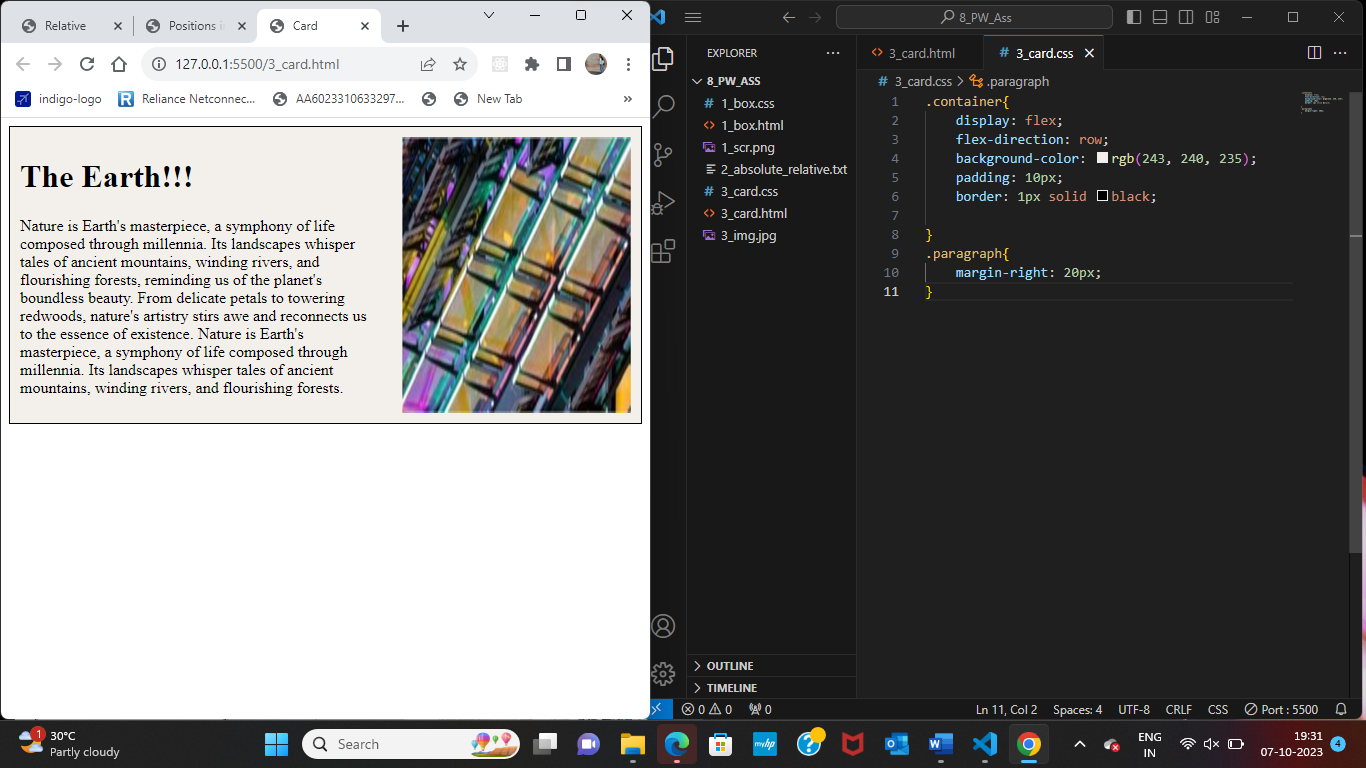 Relative
Positions i
Card
127.0.0.1:5500/3_card.html
indigo-logo
Reliance Netconnec...
AA6023310633297...
New Tab
»
The Earth!!!
Nature is Earth's masterpiece, a symphony of life
composed through millennia. Its landscapes whisper
tales of ancient mountains, winding rivers, and
flourishing forests, reminding us of the planet's
boundless beauty. From delicate petals to towering
redwoods, nature's artistry stirs awe and reconnects us
to the essence of existence. Nature is Earth's
masterpiece, a symphony of life composed through
millennia. Its landscapes whisper tales of ancient
mountains, winding rivers, and flourishing forests.
8_PW_Ass
EXPLORER
8_PW_ASS
1_box.css
1_box.html
1_scr.png
2_absolute_relative.txt
3_card.css
3_card.html
3_img.jpg
OUTLINE
TIMELINE
3_card.html
3_card.css
3_card.css > .paragraph
1 .container{
2 display: flex;
3 flex-direction: row;
4 background-color: rgb(243, 240, 235);
5 padding: 10px;
6 border: 1px solid black;
7
8 }
9 .paragraph{
10 margin-right: 20px;
11 }
0 0 0
Ln 11, Col 2
Spaces: 4
UTF-8
CRLF
CSS
Port : 5500
1
30°C
Partly cloudy
Search
myhp
ENG
IN
19:31
07-10-2023
4